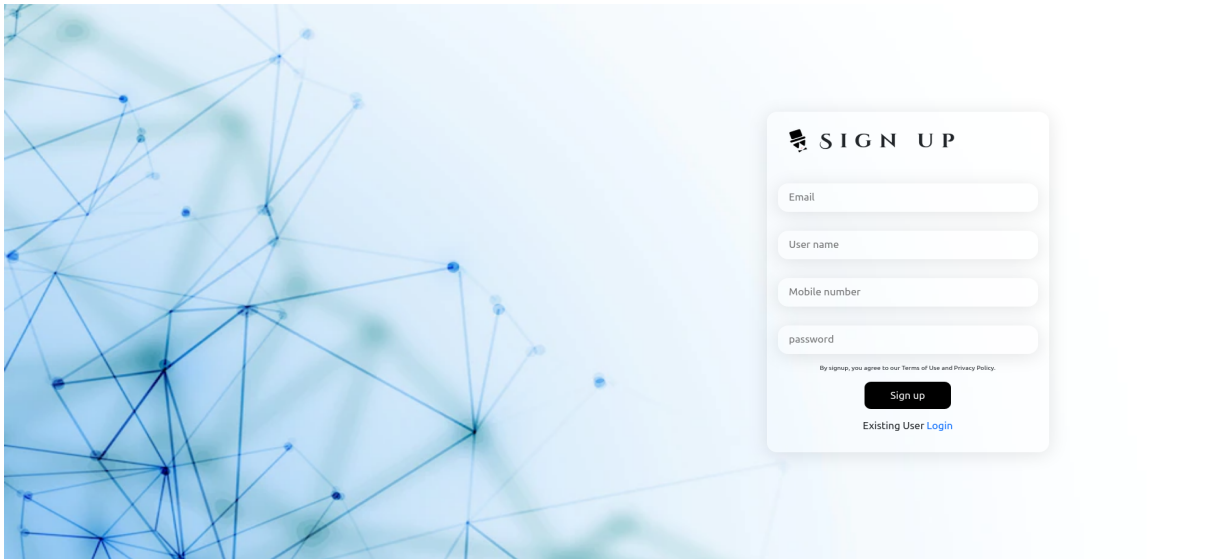 SIGN UP
Email
User name
Mobile number
password
By signup, you agree to our Terms of Use and Privacy Policy.
Sign up
Existing User Login